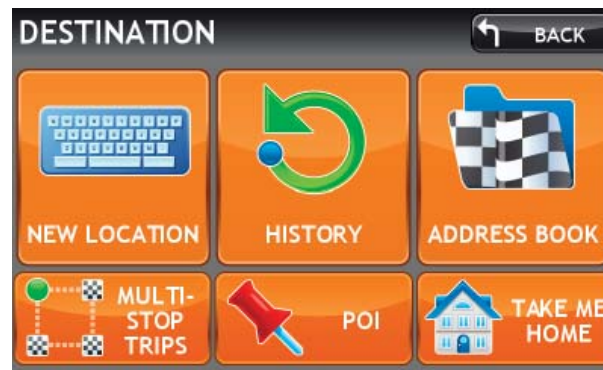 DESTINATION
BACK
NEW LOCATION
HISTORY
ADDRESS BOOK
MULTI-
STOP
TRIPS
POI
TAKE ME
HOME